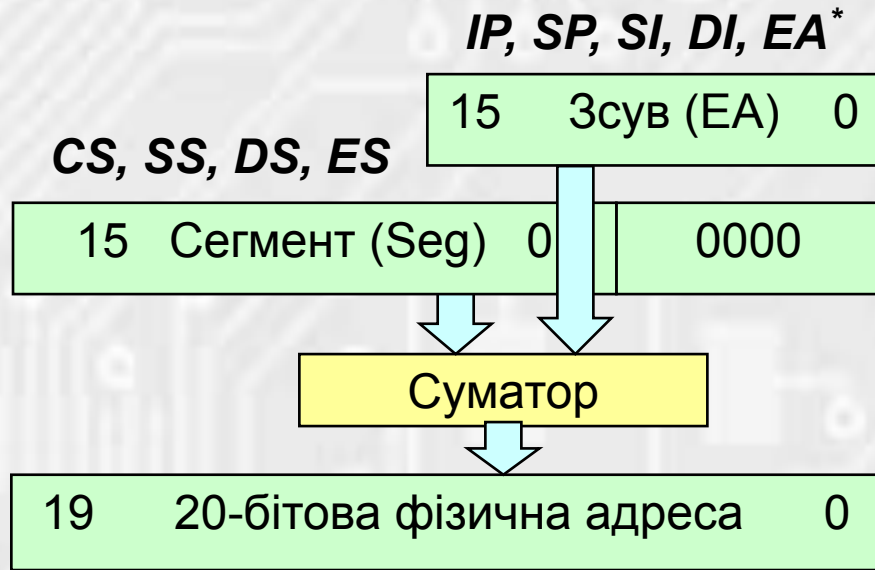 IP, SP, SI, DI, EA*
15 Зсув (EA) 0
CS, SS, DS, ES
15 Сегмент (Seg) 0 0000
Суматор
19 20-бітова фізична адреса 0